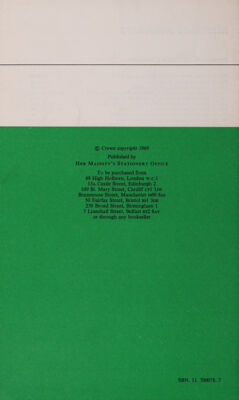 © Crown copyright 1969
Published by
HER MAJESTY'S STATIONERY OFFICE
To be purchased from
49 High Holborn, London W.C.1
13a Castle Street, Edinburgh 2
109 St. Mary Street, Cardiff CF1 1JW
Brazennose Street, Manchester M60 8AS
50 Fairfax Street, Bristol BS1 3DE
258 Broad Street, Birmingham 1
7 Linenhall Street, Belfast BT2 8AY
or through any bookseller
SBN. 11 700075 7